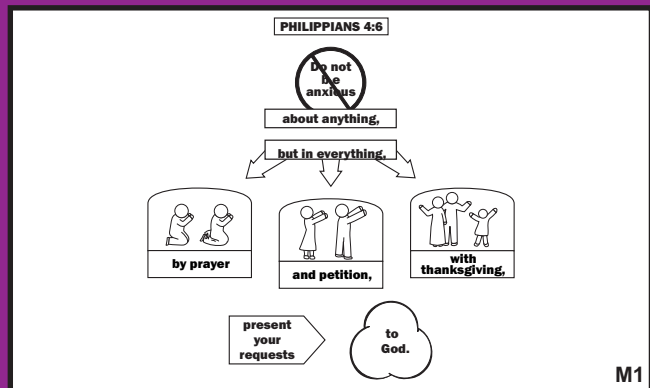 PHILIPPIANS 4:6
Do not
be
anxious
about anything,
but in everything,
by prayer
and petition,
with
thanksgiving,
present
your
requests
to
God.
M1